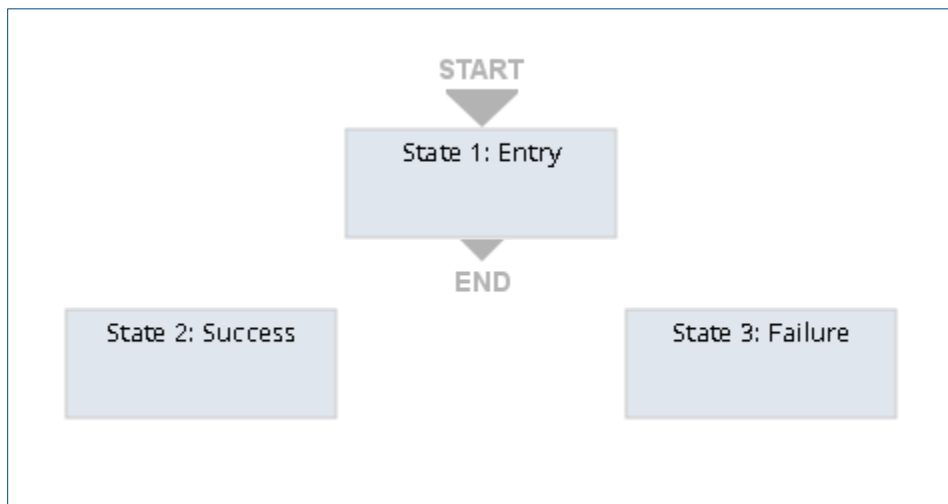 START
State 1: Entry
END
State 2: Success
State 3: Failure